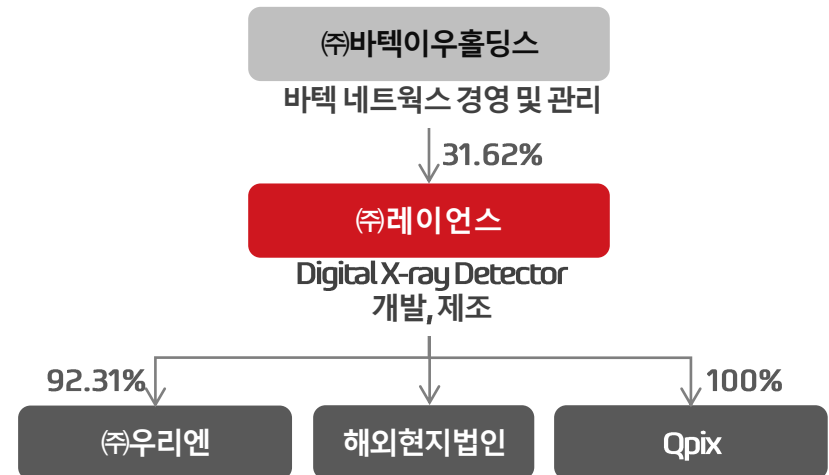 ㈜바텍이우홀딩스
바텍 네트웍스 경영 및 관리
31.62%
㈜레이언스
Digital X-ray Detector
개발, 제조
92.31%
100%
㈜우리엔
해외현지법인
Qpix